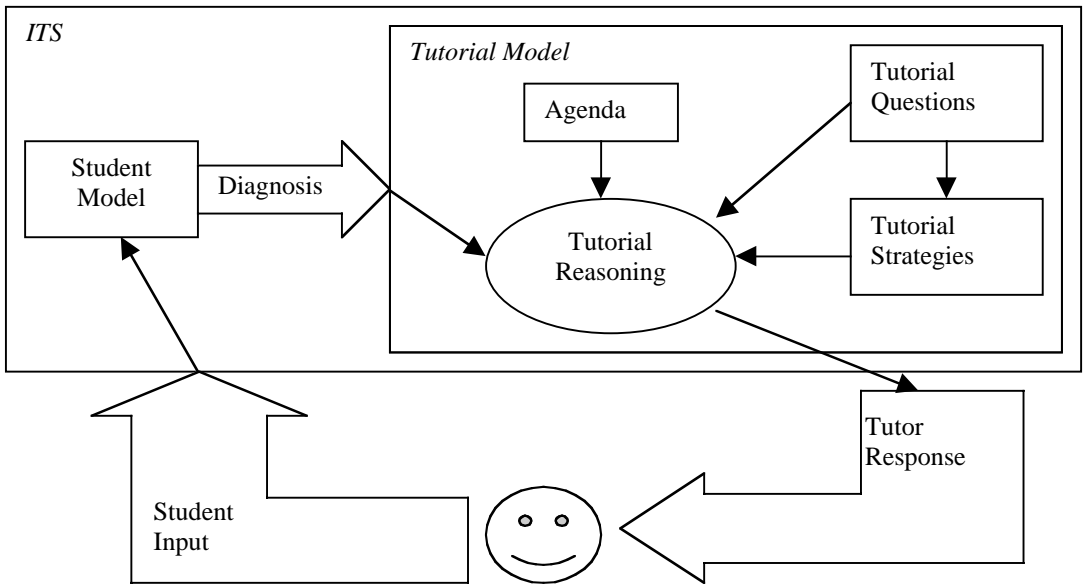 ITS
Tutorial Model
Tutorial
Questions
Agenda
Student
Model
Diagnosis
Tutorial
Reasoning
Tutorial
Strategies
Tutor
Response
Student
Input